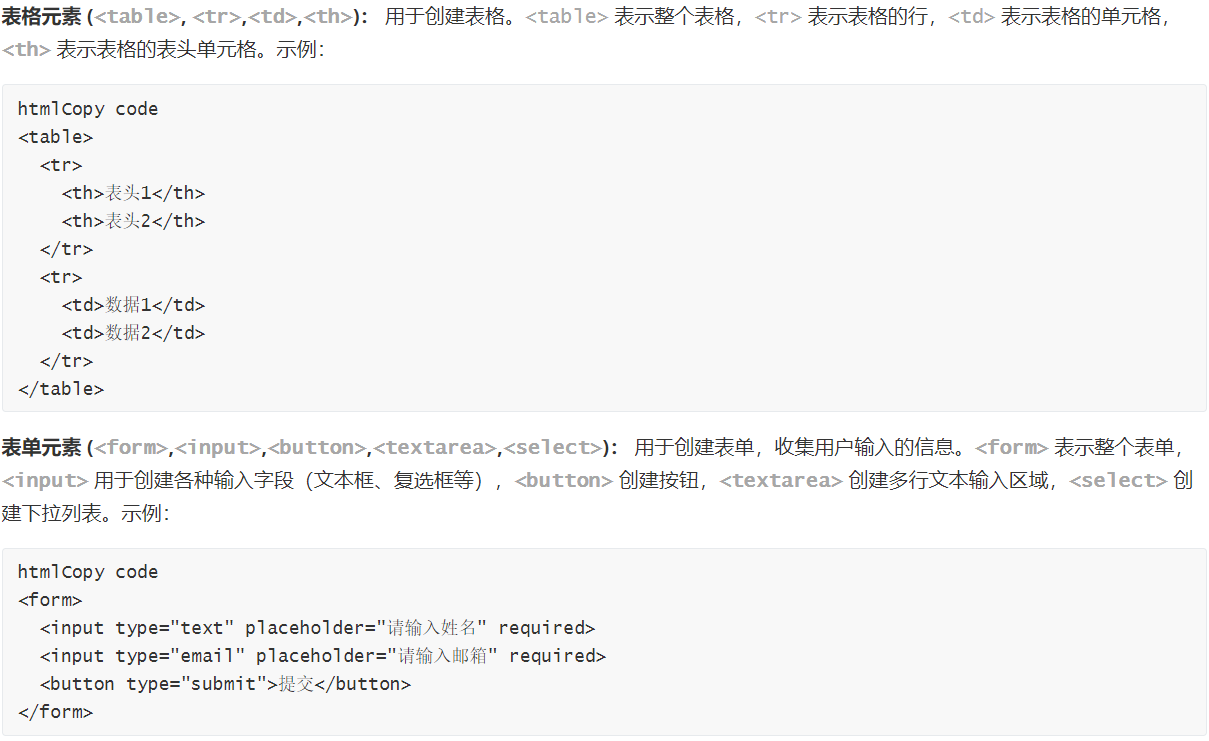 表格元素 (<table>, <tr>,<td>,<th>)： 用于创建表格。<table> 表示整个表格，<tr> 表示表格的行，<td> 表示表格的单元格，
<th> 表示表格的表头单元格。示例：
htmlCopy code
<table>
  <tr>
    <th>表头1</th>
    <th>表头2</th>
  </tr>
  <tr>
    <td>数据1</td>
    <td>数据2</td>
  </tr>
</table>
表单元素 (<form>,<input>,<button>,<textarea>,<select>)： 用于创建表单，收集用户输入的信息。<form> 表示整个表单，
<input> 用于创建各种输入字段（文本框、复选框等），<button> 创建按钮，<textarea> 创建多行文本输入区域，<select> 创
建下拉列表。示例：
htmlCopy code
<form>
  <input type="text" placeholder="请输入姓名" required>
  <input type="email" placeholder="请输入邮箱" required>
  <button type="submit">提交</button>
</form>